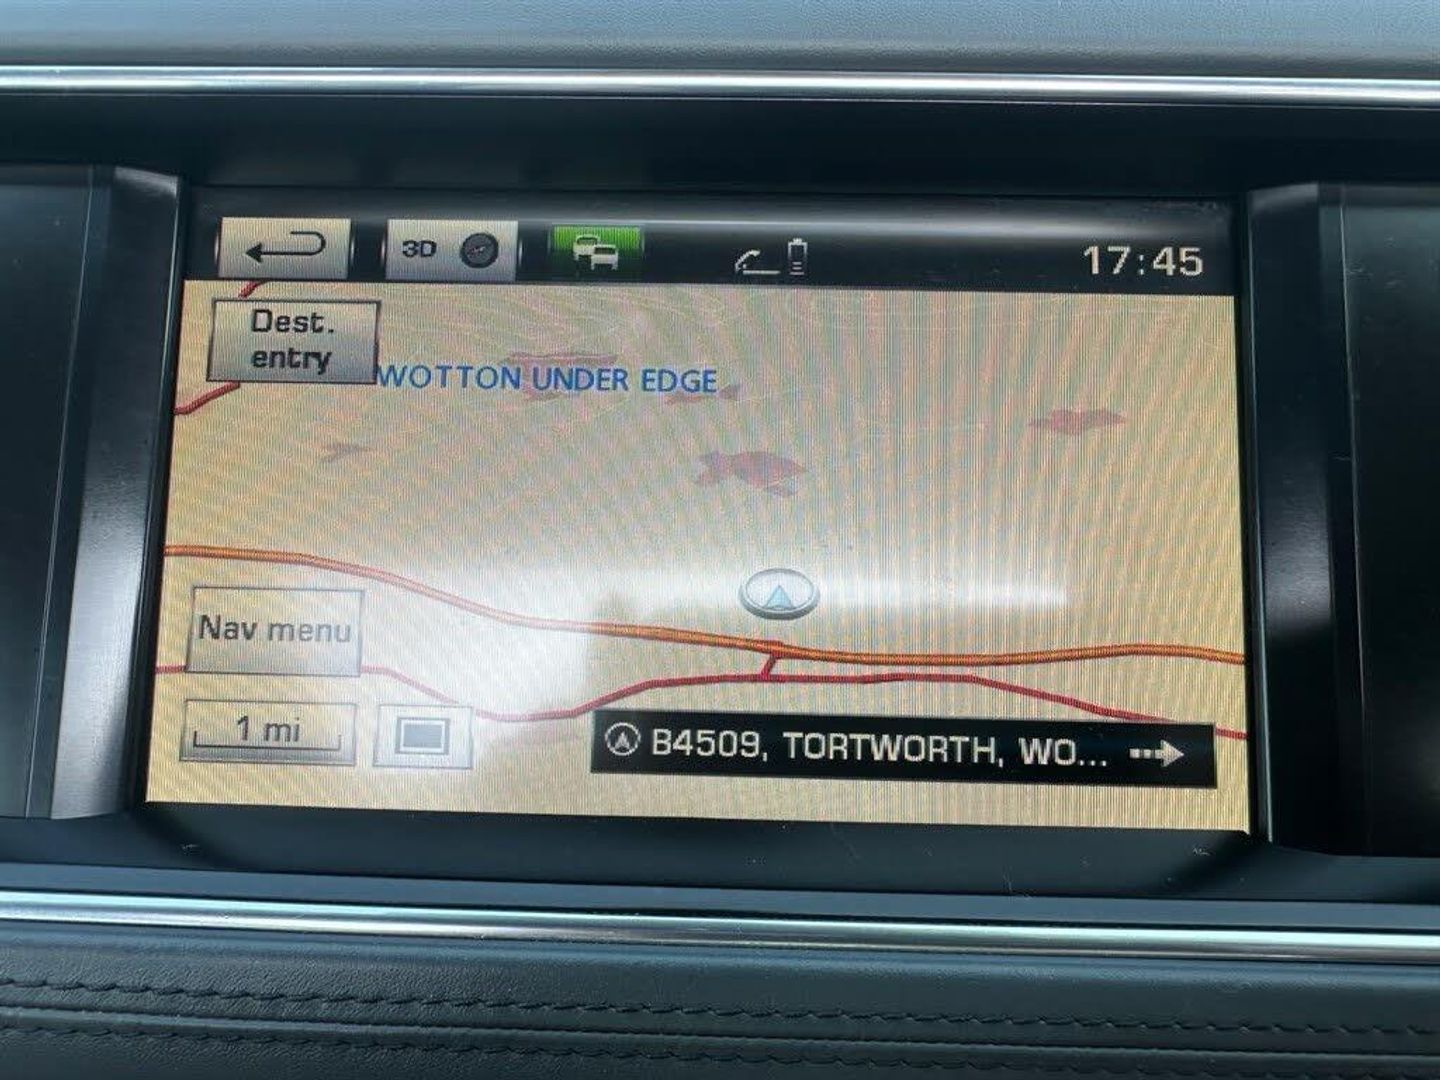 3D
17:45
Dest.
entry
WOTTON UNDER EDGE
Nav menu
1 mi
B4509, TORTWORTH, WO...